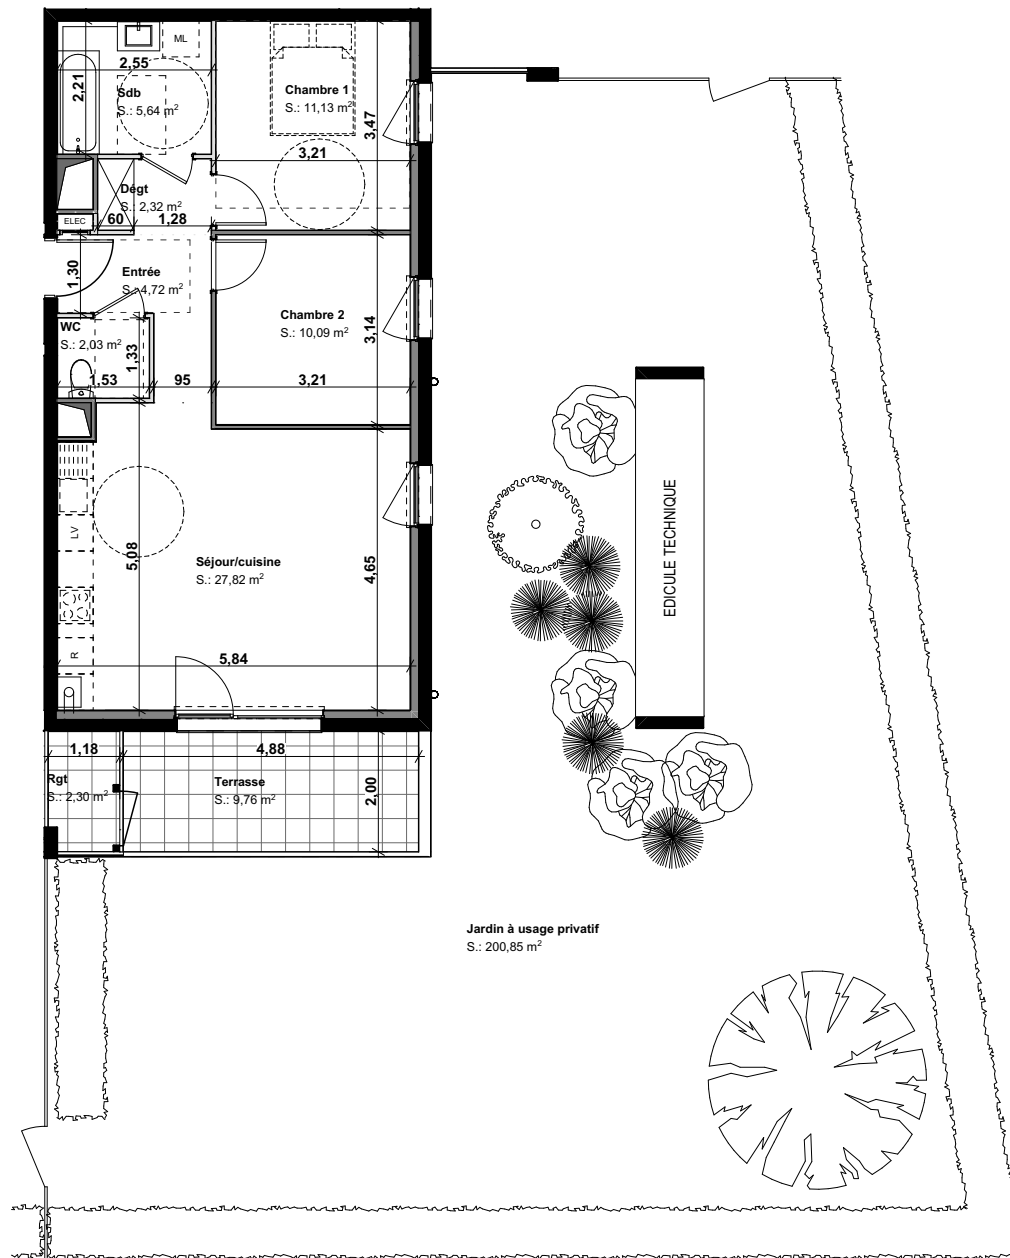 ML
2,55
2,21
Sdb
S.: 5,64 m²
Chambre 1
S.: 11,13 m²
3,47
3,21
Dégt
S.: 2,32 m²
ELEC
60
1,28
1,30
Entrée
S.: 4,72 m²
WC
S.: 2,03 m²
1,33
Chambre 2
S.: 10,09 m²
3,14
1,53
95
3,21
LV
5,08
Séjour/cuisine
S.: 27,82 m²
4,65
EDICULE TECHNIQUE
R
5,84
1,18
4,88
Rgt
S.: 2,30 m²
Terrasse
S.: 9,76 m²
2,00
Jardin à usage privatif
S.: 200,85 m²